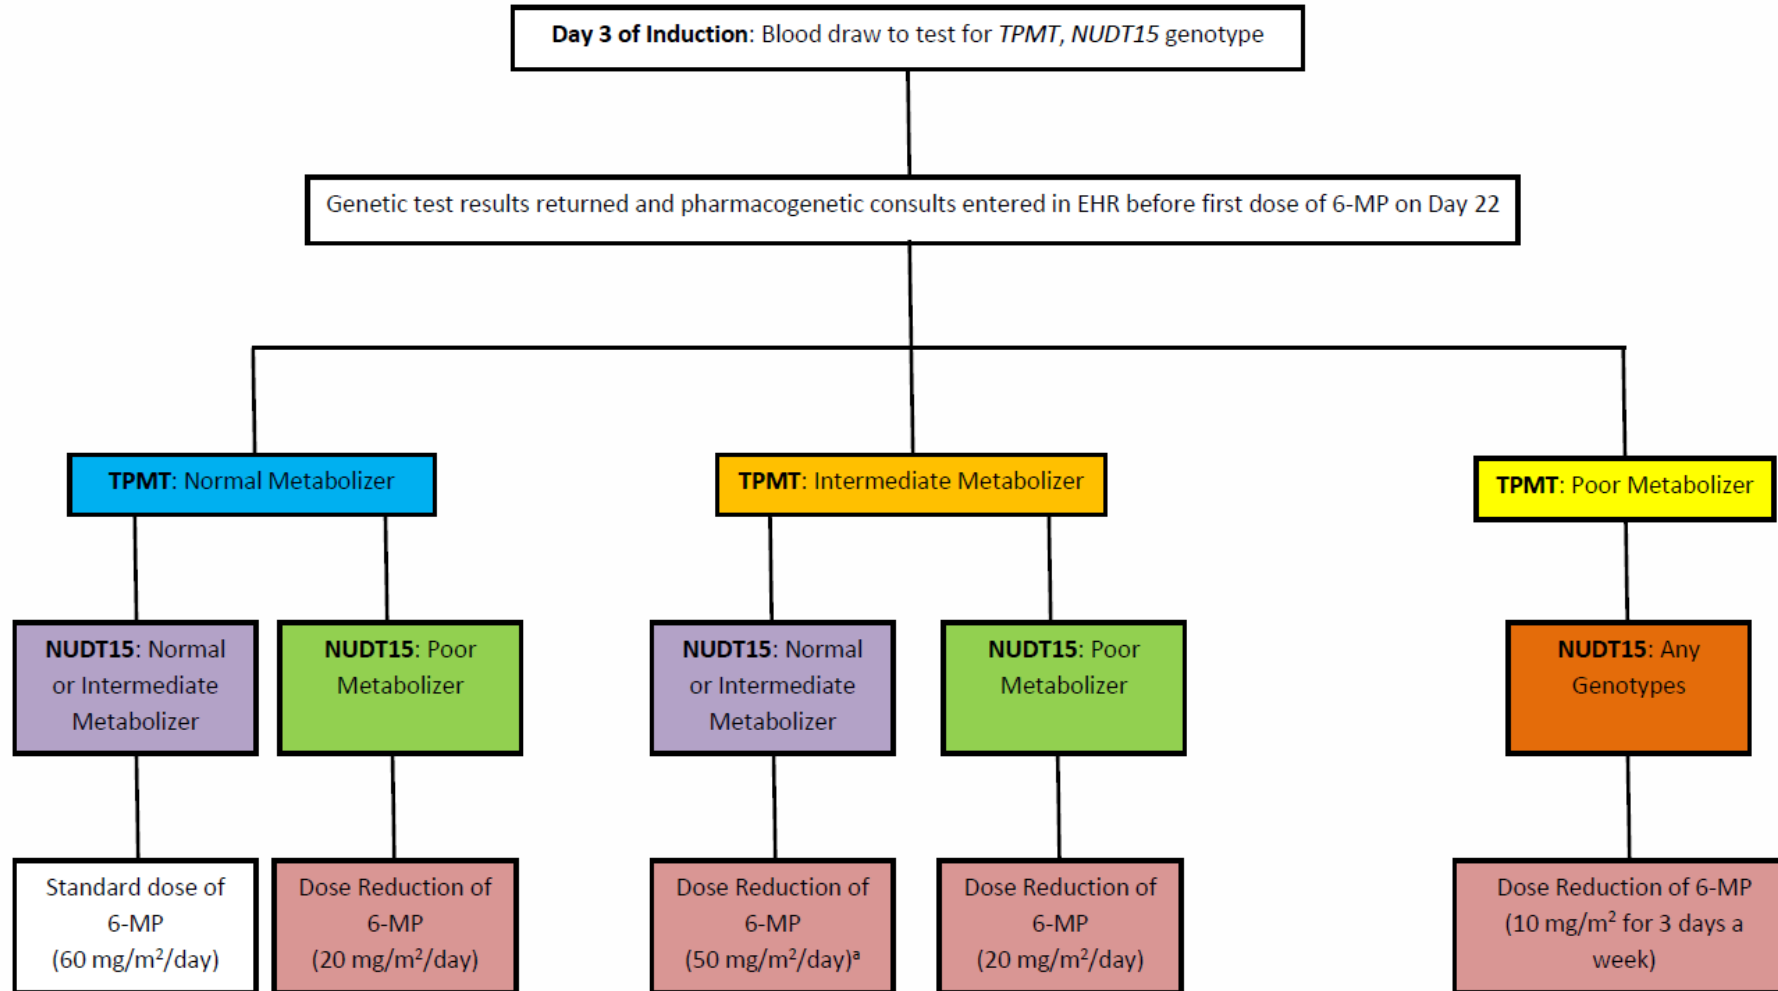 Day 3 of Induction: Blood draw to test for TPMT, NUDT15 genotype
Genetic test results returned and pharmacogenetic consults entered in EHR before first dose of 6-MP on Day 22
TPMT: Normal Metabolizer
TPMT: Intermediate Metabolizer
TPMT: Poor Metabolizer
NUDT15: Normal
or Intermediate
Metabolizer
NUDT15: Poor
Metabolizer
NUDT15: Normal
or Intermediate
Metabolizer
NUDT15: Poor
Metabolizer
NUDT15: Any
Genotypes
Standard dose of
6-MP
(60 mg/m²/day)
Dose Reduction of
6-MP
(20 mg/m²/day)
Dose Reduction of
6-MP
(50 mg/m²/day)ᵃ
Dose Reduction of
6-MP
(20 mg/m²/day)
Dose Reduction of 6-MP
(10 mg/m² for 3 days a
week)